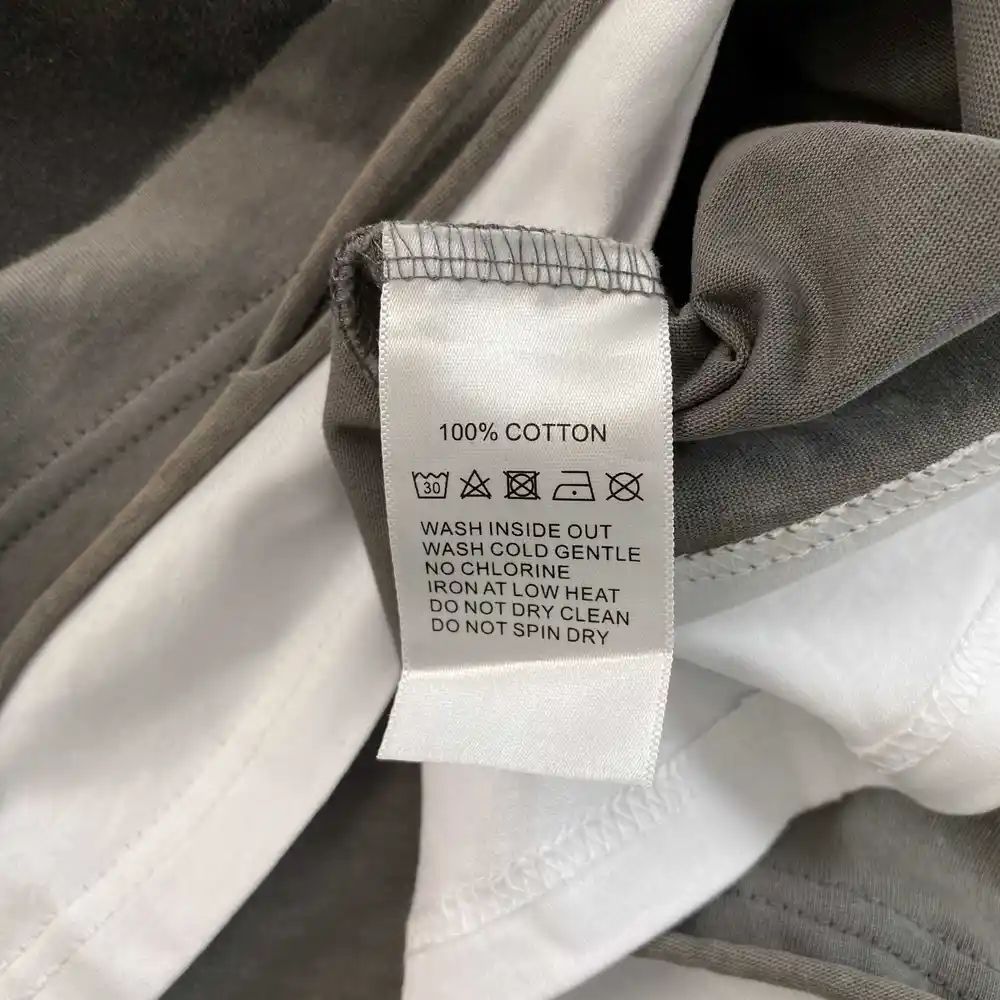 100% COTTON
30
WASH INSIDE OUT
WASH COLD GENTLE
NO CHLORINE
IRON AT LOW HEAT
DO NOT DRY CLEAN
DO NOT SPIN DRY